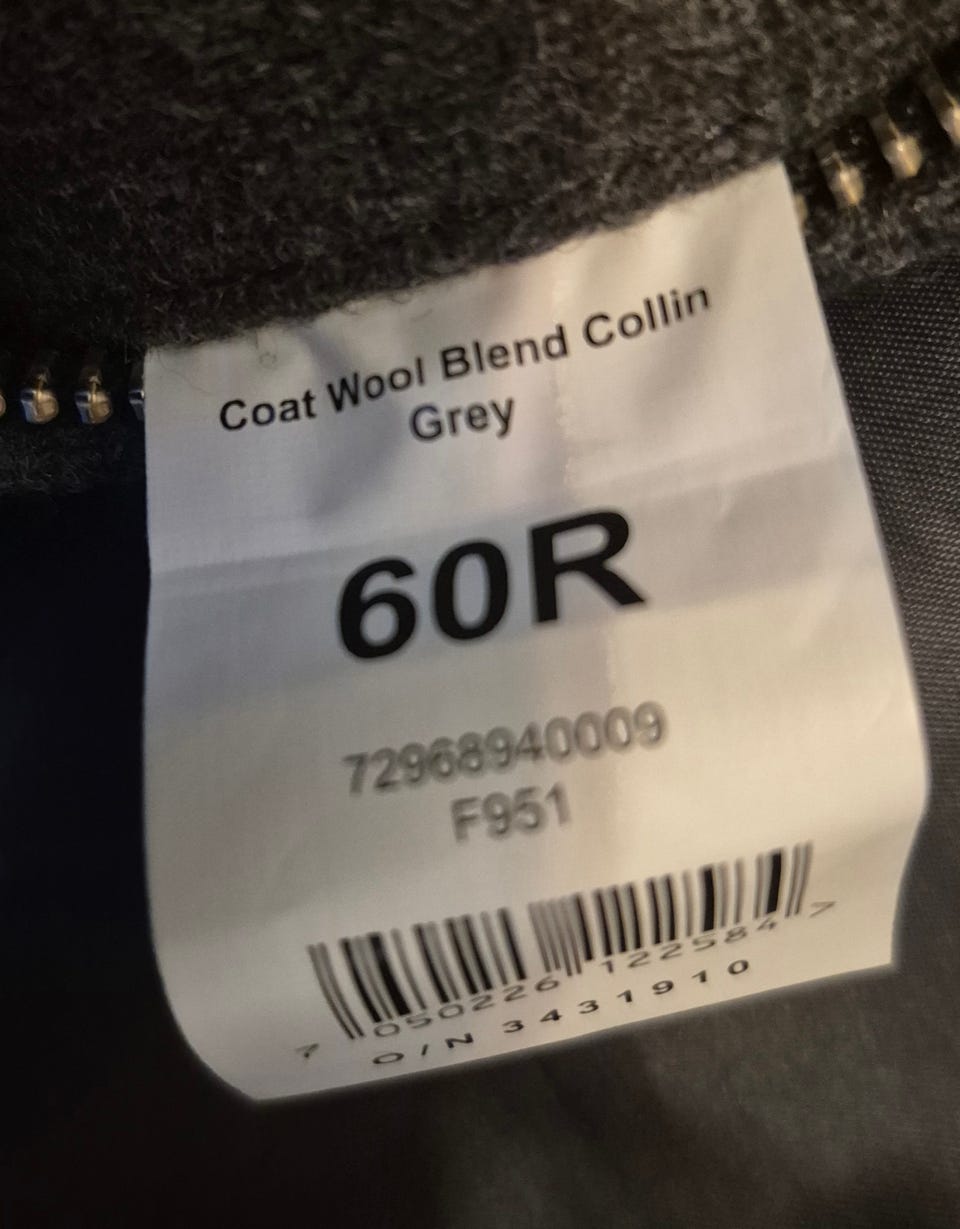 Coat Wool Blend Collin
Grey
60R
72968940009
F951
7 050226 122584 7
O/N 3431910